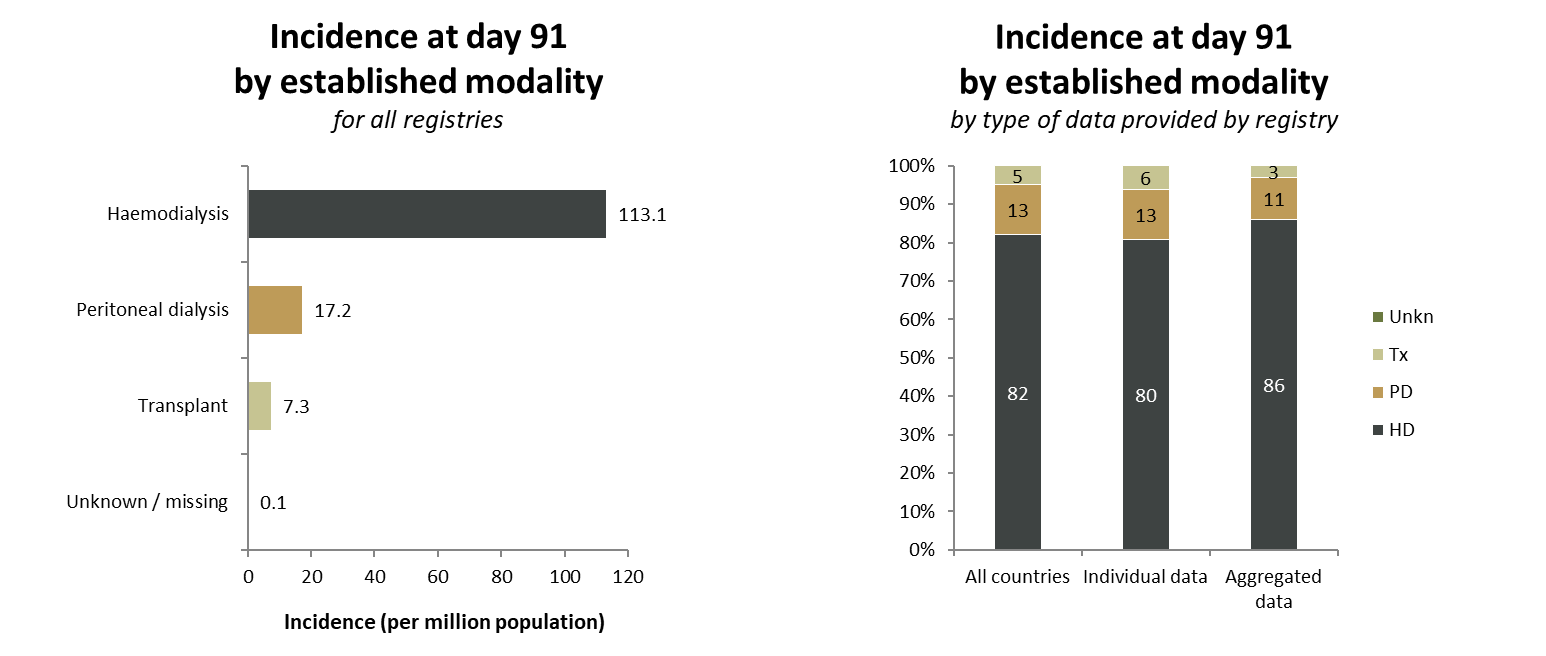 Incidence at day 91
by established modality
for all registries
Haemodialysis
113.1
Peritoneal dialysis
17.2
Transplant
7.3
Unknown / missing
0.1
0 20 40 60 80 100 120
Incidence (per million population)
Incidence at day 91
by established modality
by type of data provided by registry
100%
90%
80%
70%
60%
50%
40%
30%
20%
10%
0%
5 6 3
13 13 11
82 80 86
All countries Individual data Aggregated
data
Unkn
Tx
PD
HD